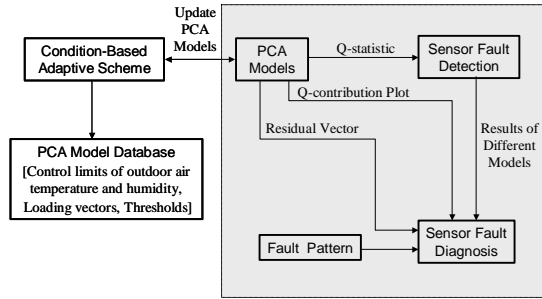 Update
PCA
Models
Condition-Based
Adaptive Scheme
PCA
Models
Q-statistic
Sensor Fault
Detection
Q-contribution Plot
Residual Vector
Results of
Different
Models
PCA Model Database
[Control limits of outdoor air
temperature and humidity,
Loading vectors, Thresholds]
Fault Pattern
Sensor Fault
Diagnosis